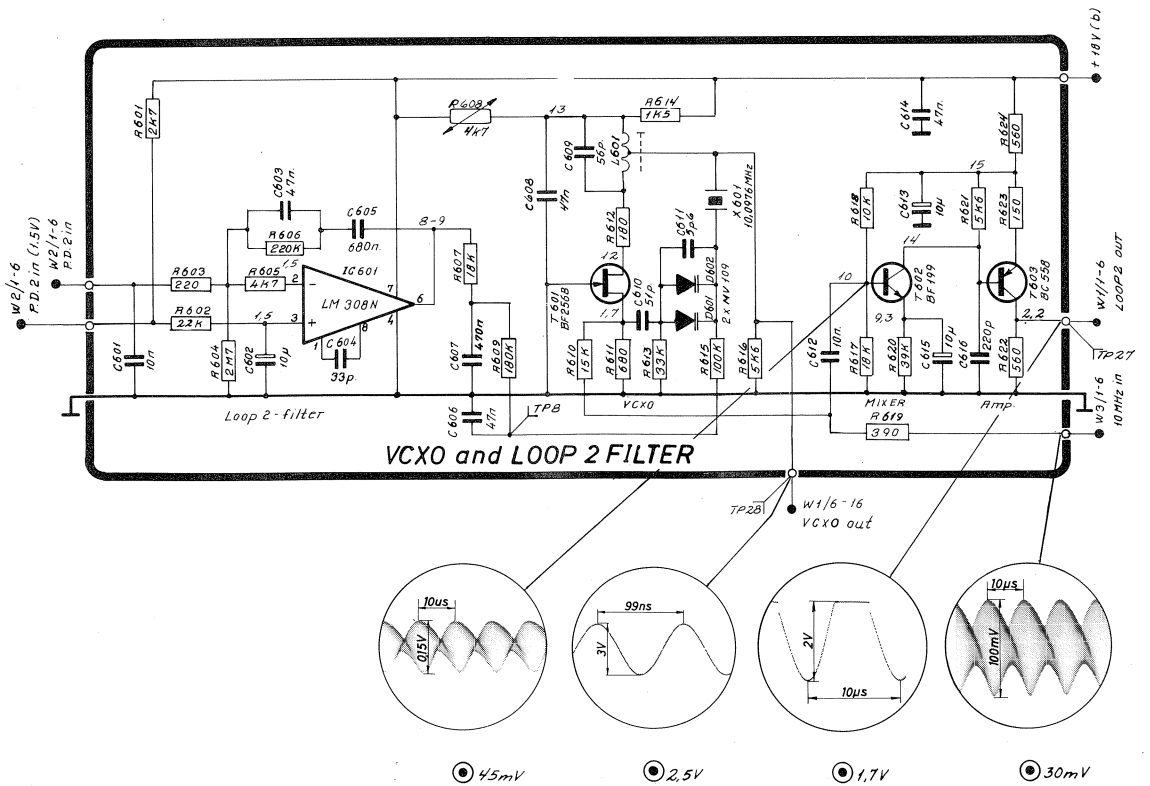 +18V (b)
R601
2K7
R608
4K7
13
R614
1K5
C609
56p.
L601
C614
47n.
R624
560
C603
47n.
C608
47n
X601
10,0976MHz
15
W2/1-6
P.D.2 in (1.5V)
W2/1-6
P.D.2 in
R606
220K
C605
680n.
8-9
R612
180
C611
5p6
R618
10K
C613
10µ
R621
5K6
R623
150
R603
220
R605
4K7
1,5
2
-
IC601
LM 308N
7
6
4
R607
18K
12
T601
BF256B
1,7
C610
51p.
D602
D601
2 x MV109
10
14
T602
BF199
9,3
T603
BC558
2,2
W1/1-6
LOOP2 OUT
R602
22K
1,5
3
+
1
8
C604
33p.
C601
10n
R604
2M7
C602
10µ
C607
470n
R609
180K
R610
15K
R611
680
R613
33K
R615
100K
R616
5K6
C612
10n.
R617
18K
R620
39K
C615
10µ
C616
220p
R622
560
TP27
W3/1-6
10MHz in
Loop 2-filter
C606
47n
TP8
VCXO
MIXER
Amp.
R619
390
VCXO and LOOP 2 FILTER
TP28
W1/6-16
VCXO out
10us
0,15V
99ns
3V
2V
10µs
10µs
100mV
45mV
2,5V
1,7V
30mV